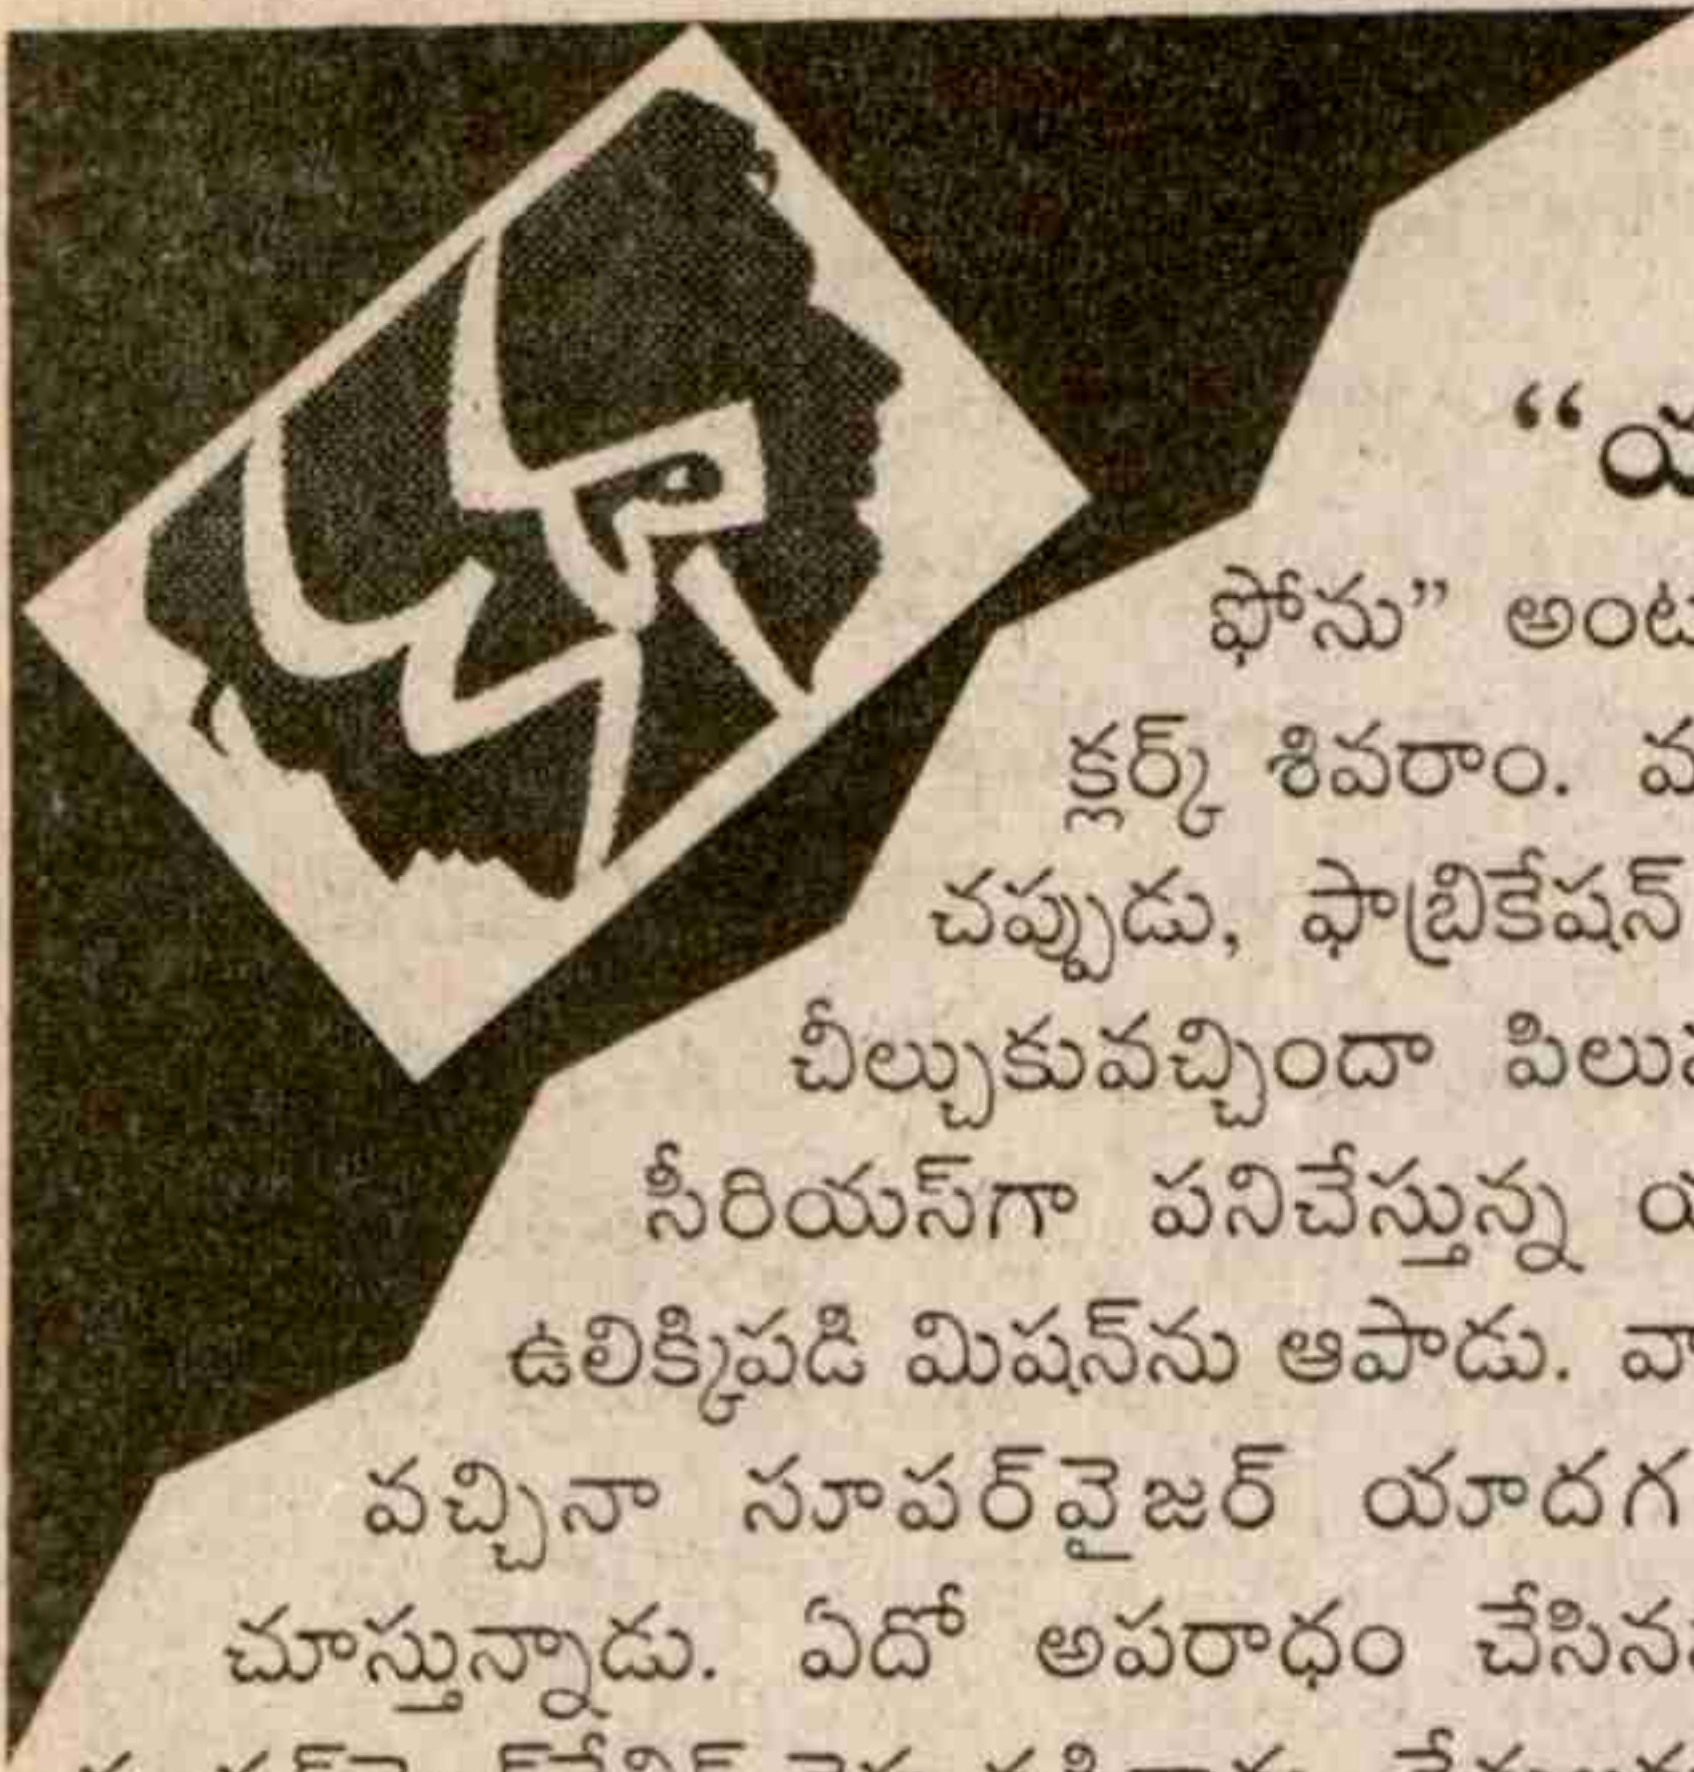 ఫోను” అంట
క్లర్క్ శివరాం.
చప్పుడు, ఫాబ్రికేషన్
చీల్చుకువచ్చిందా పిలు
సీరియస్‌గా పనిచేస్తున్న
ఉలిక్కిపడి మిషన్‌ను ఆపాడు. వా
వచ్చినా సూపర్‌వైజర్ యాదగ
చూస్తున్నాడు. ఏదో అపరాధం చేసిన